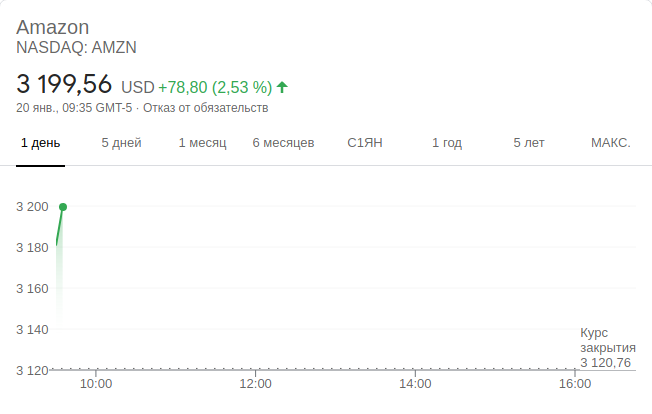 Amazon
NASDAQ: AMZN
3 199,56 USD +78,80 (2,53 %)
20 янв., 09:35 GMT-5 · Отказ от обязательств
1 день 5 дней 1 месяц 6 месяцев С1ЯН 1 год 5 лет МАКС.
3 200
3 180
3 160
3 140
3 120
Курс
закрытия
3 120,76
10:00 12:00 14:00 16:00